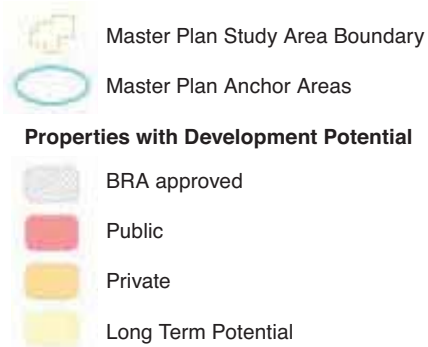 Master Plan Study Area Boundary
Master Plan Anchor Areas
Properties with Development Potential
BRA approved
Public
Private
Long Term Potential